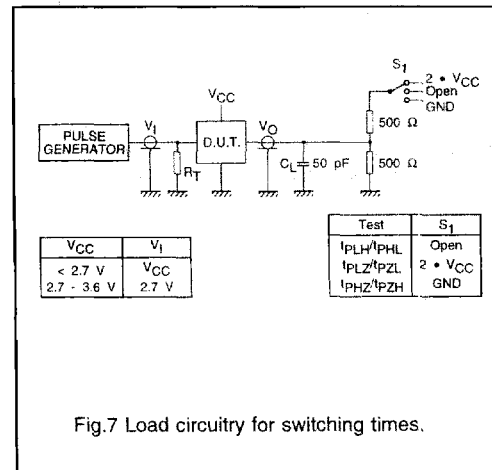 S1
2 • VCC
Open
GND
VCC
500 Ω
PULSE GENERATOR
VI
D.U.T.
VO
RT
CL
50 pF
500 Ω
VCC VI
< 2.7 V VCC
2.7 - 3.6 V 2.7 V
Test S1
tPLH/tPHL Open
tPLZ/tPZL 2 • VCC
tPHZ/tPZH GND
Fig.7 Load circuitry for switching times.